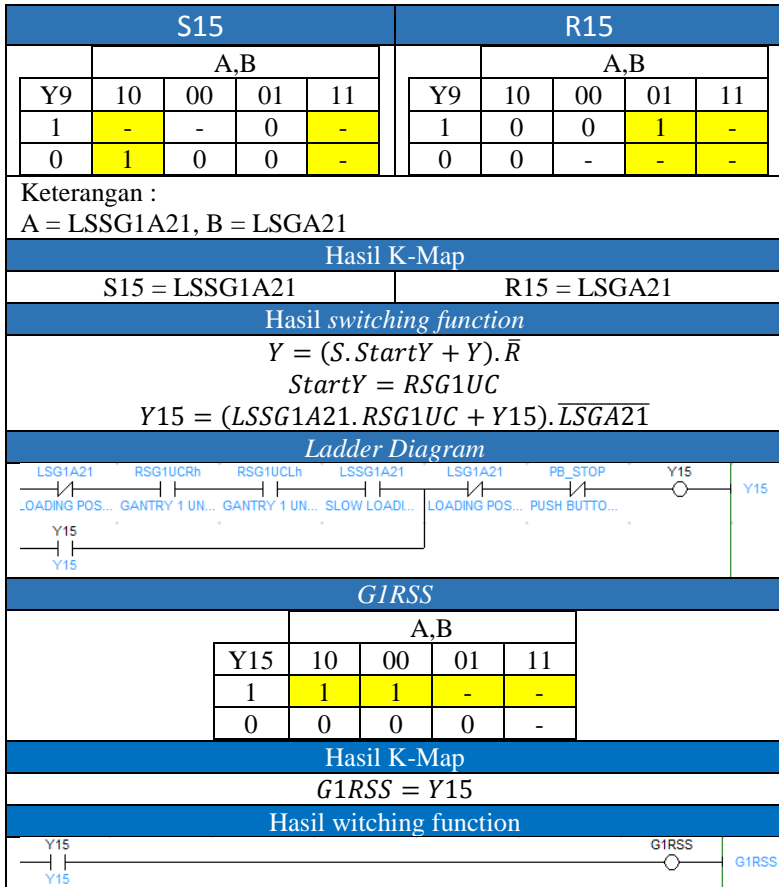 S15 R15
A,B A,B
Y9 10 00 01 11 Y9 10 00 01 11
1 - - 0 - 1 0 0 1 -
0 1 0 0 - 0 0 - - -
Keterangan :
A = LSSG1A21, B = LSGA21
Hasil K-Map
S15 = LSSG1A21 R15 = LSGA21
Hasil switching function
Y = (S.StartY + Y).R̄
StartY = RSG1UC
Y15 = (LSSG1A21.RSG1UC + Y15).L̅S̅G̅A̅2̅1̅
Ladder Diagram
LSG1A21 RSG1UCRh RSG1UCLh LSSG1A21 LSG1A21 PB_STOP Y15
Y15
LOADING POS... GANTRY 1 UN... GANTRY 1 UN... SLOW LOADI... LOADING POS... PUSH BUTTO...
Y15
Y15
G1RSS
A,B
Y15 10 00 01 11
1 1 1 - -
0 0 0 0 -
Hasil K-Map
G1RSS = Y15
Hasil witching function
Y15 G1RSS
G1RSS
Y15